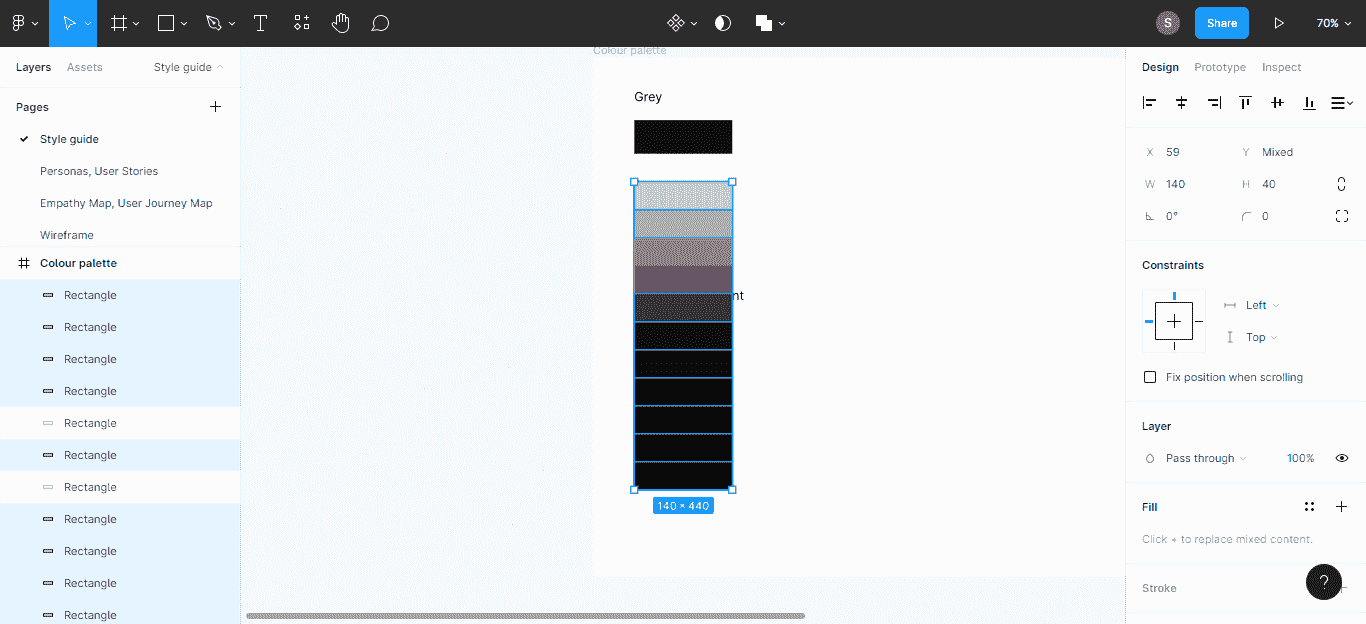 S
Share
70%
Layers
Assets
Style guide
Pages
Style guide
Personas, User Stories
Empathy Map, User Journey Map
Wireframe
Colour palette
Rectangle
Rectangle
Rectangle
Rectangle
Rectangle
Rectangle
Rectangle
Rectangle
Rectangle
Rectangle
Rectangle
Colour palette
Grey
nt
140 × 440
Design
Prototype
Inspect
X 59
Y Mixed
W 140
H 40
0°
0
Constraints
Left
Top
Fix position when scrolling
Layer
Pass through
100%
Fill
Click + to replace mixed content.
Stroke
?